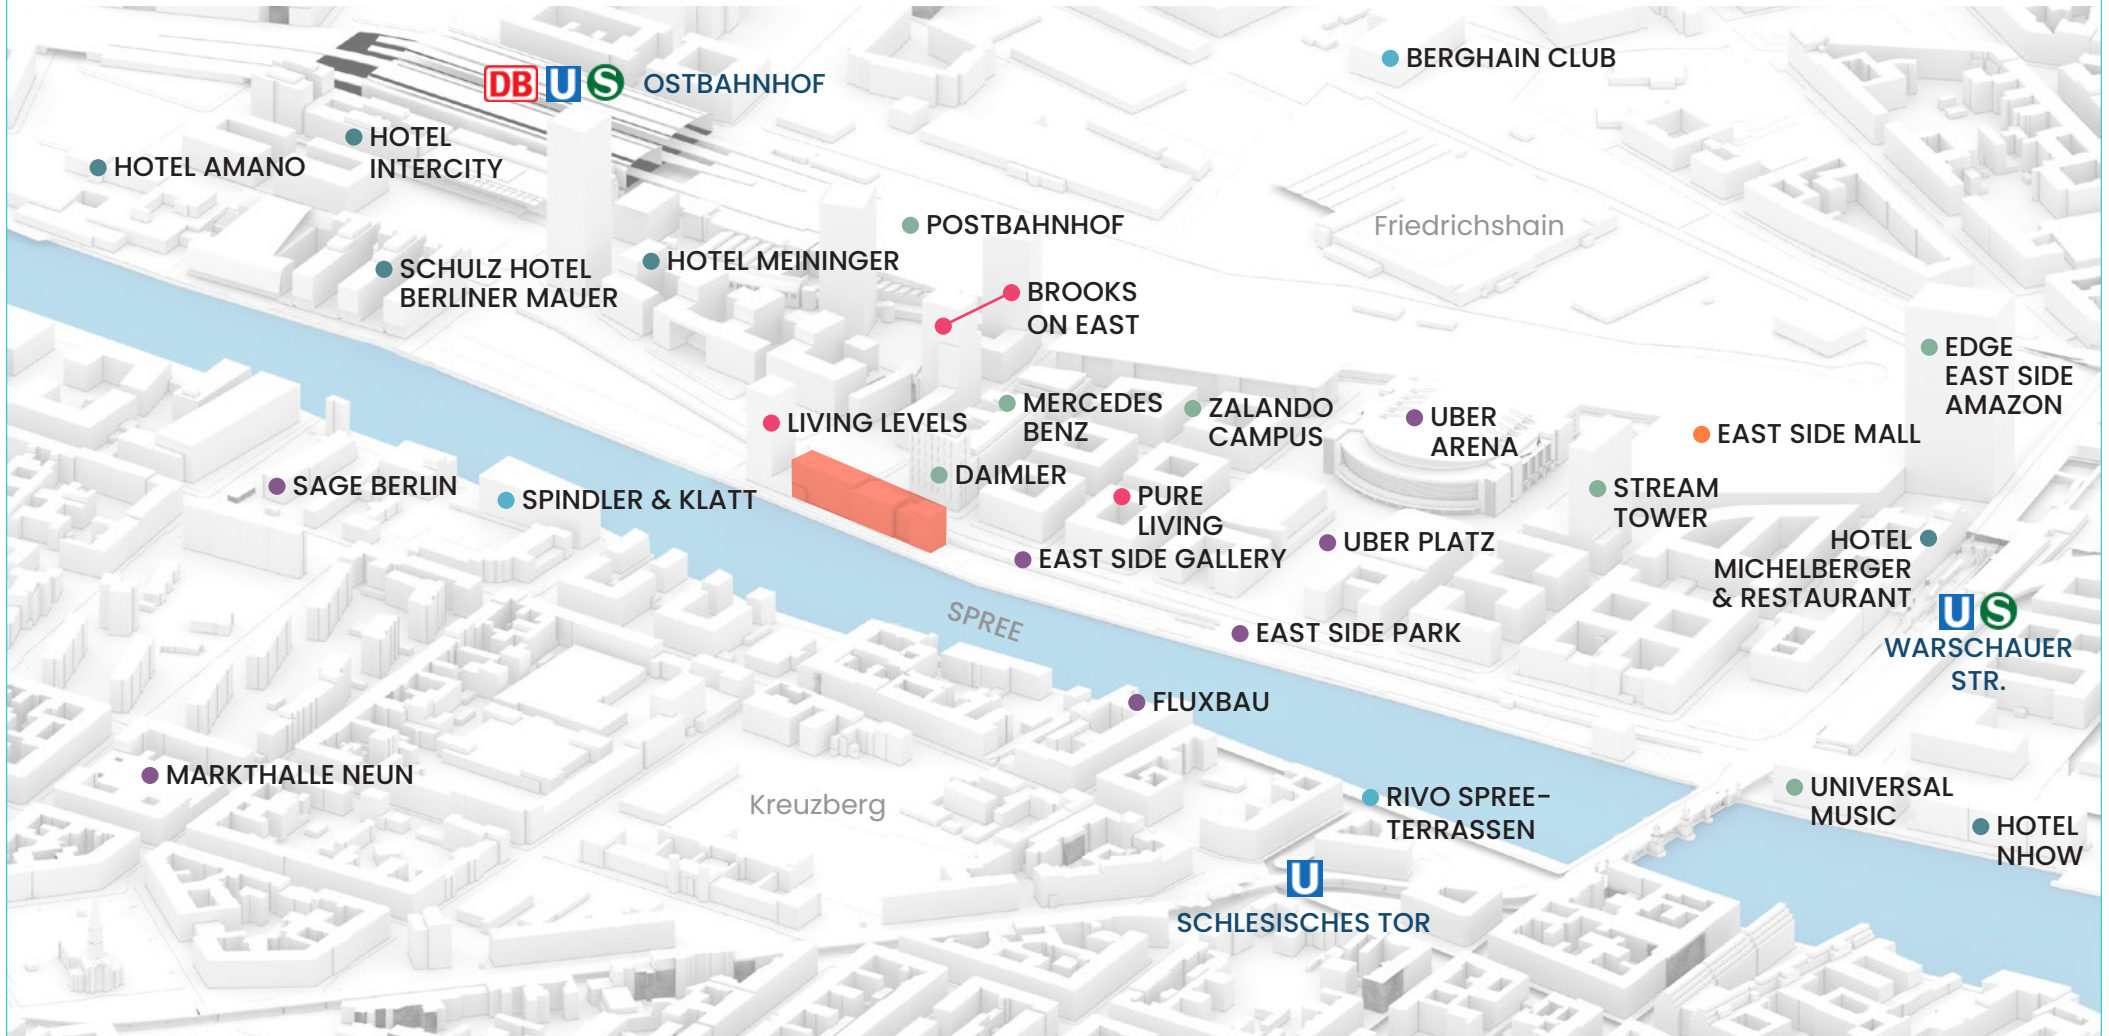 BERGHAIN CLUB
DB U S OSTBAHNHOF
HOTEL
INTERCITY
HOTEL AMANO
POSTBAHNHOF
Friedrichshain
HOTEL MEININGER
SCHULZ HOTEL
BERLINER MAUER
BROOKS
ON EAST
EDGE
EAST SIDE
AMAZON
LIVING LEVELS
MERCEDES
BENZ
ZALANDO
CAMPUS
UBER
ARENA
EAST SIDE MALL
DAIMLER
SAGE BERLIN
SPINDLER & KLATT
PURE
LIVING
STREAM
TOWER
EAST SIDE GALLERY
UBER PLATZ
HOTEL
MICHELBERGER
& RESTAURANT
U S
WARSCHAUER
STR.
SPREE
EAST SIDE PARK
FLUXBAU
MARKTHALLE NEUN
Kreuzberg
RIVO SPREE-
TERRASSEN
UNIVERSAL
MUSIC
HOTEL
NHOW
U
SCHLESISCHES TOR